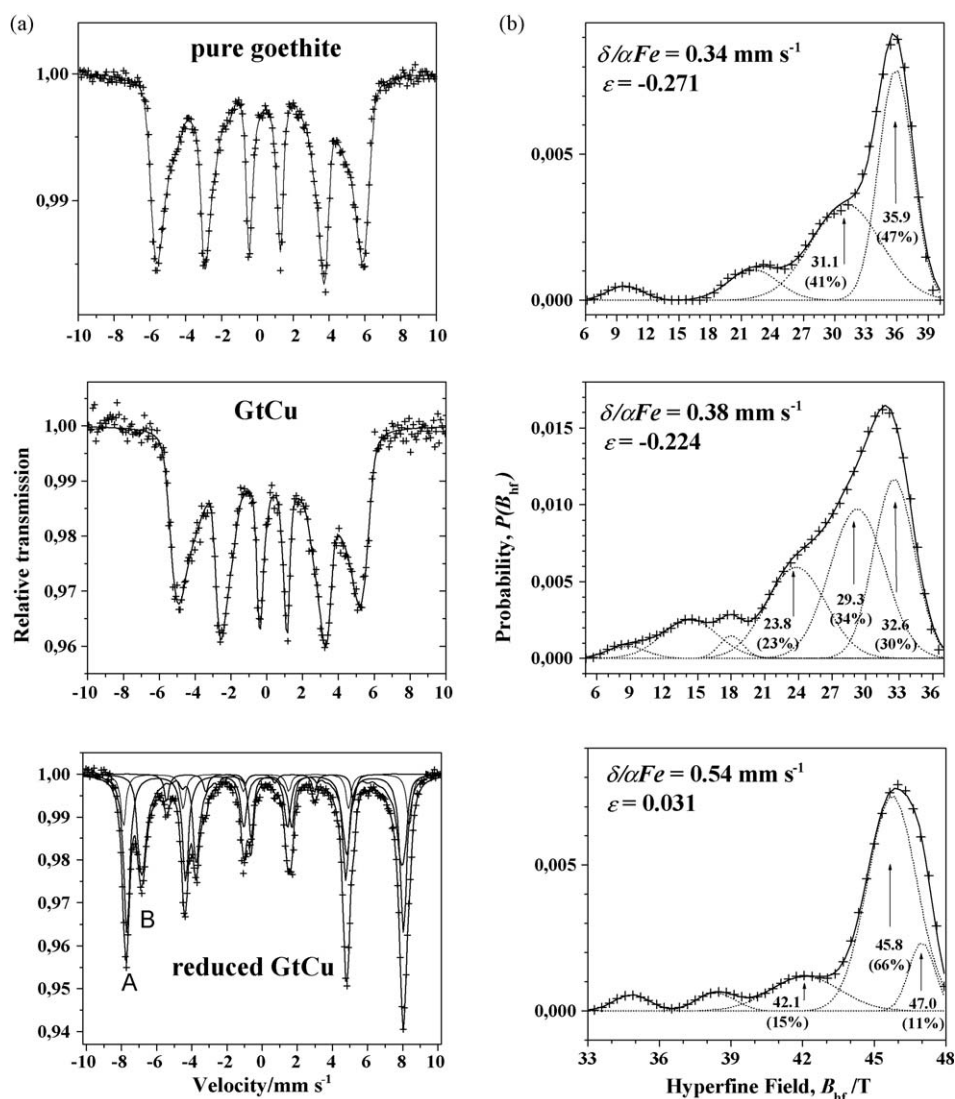 (a)
(b)
pure goethite
1,00
0,99
-10 -8 -6 -4 -2 0 2 4 6 8 10
δ/αFe = 0.34 mm s⁻¹
ε = -0.271
0,005
0,000
35.9
(47%)
31.1
(41%)
6 9 12 15 18 21 24 27 30 33 36 39
GtCu
1,00
0,99
0,98
0,97
0,96
-10 -8 -6 -4 -2 0 2 4 6 8 10
Relative transmission
δ/αFe = 0.38 mm s⁻¹
ε = -0.224
0,015
0,010
0,005
0,000
23.8
(23%)
29.3
(34%)
32.6
(30%)
6 9 12 15 18 21 24 27 30 33 36
Probability, P(Bhf)
1,00
0,99
0,98
0,97
0,96
0,95
0,94
A
B
reduced GtCu
-10 -8 -6 -4 -2 0 2 4 6 8 10
Velocity/mm s⁻¹
δ/αFe = 0.54 mm s⁻¹
ε = 0.031
0,005
0,000
45.8
(66%)
42.1
(15%)
47.0
(11%)
33 36 39 42 45 48
Hyperfine Field, Bhf /T